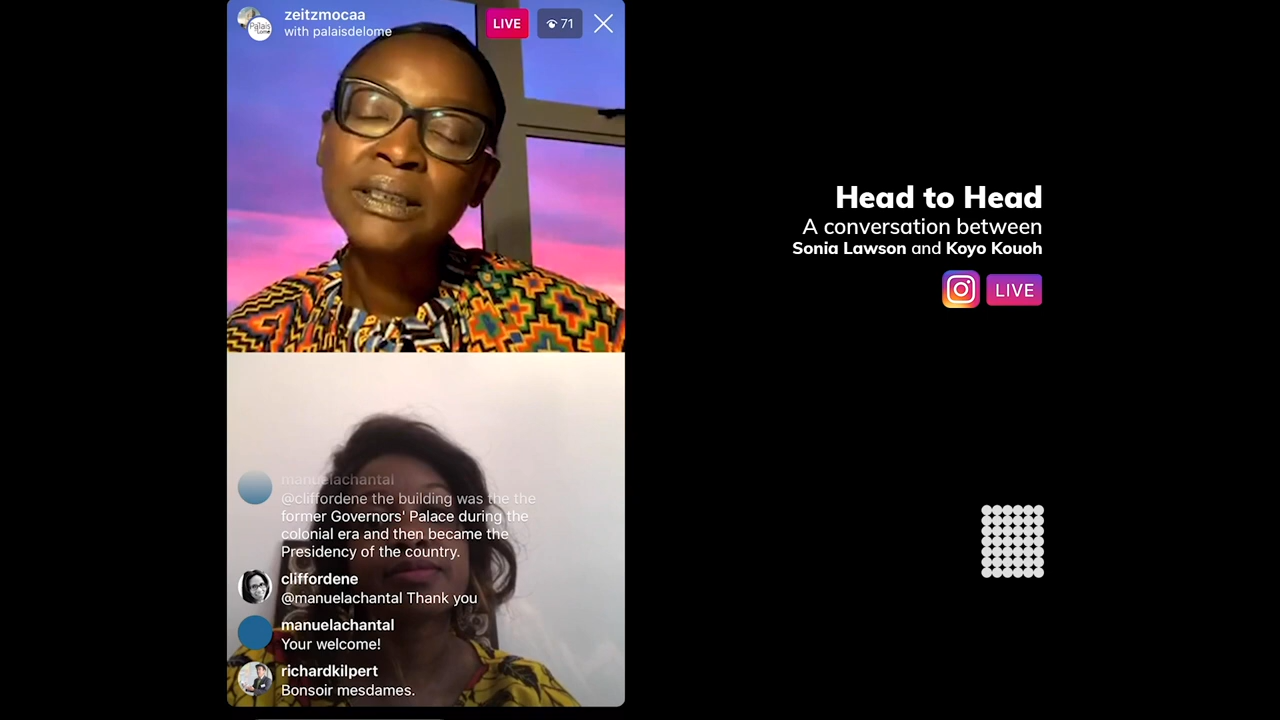 zeitzmocaa
with palaisdelome
LIVE
71
Palais
Lomé
Head to Head
A conversation between
Sonia Lawson and Koyo Kouoh
LIVE
manuelachantal
@cliffordene the building was the the
former Governors' Palace during the
colonial era and then became the
Presidency of the country.
cliffordene
@manuelachantal Thank you
manuelachantal
Your welcome!
richardkilpert
Bonsoir mesdames.